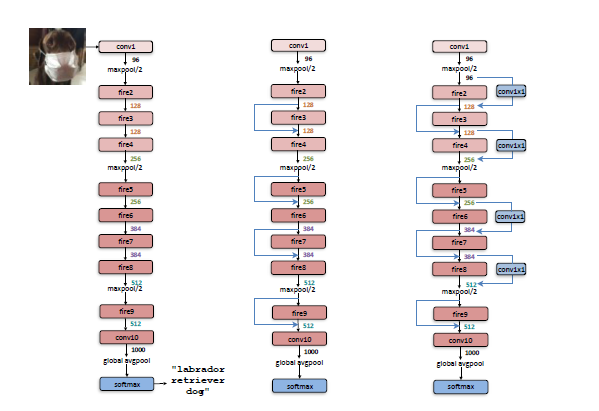 conv1
96
maxpool/2
fire2
128
fire3
128
fire4
256
maxpool/2
fire5
256
fire6
384
fire7
384
fire8
512
maxpool/2
fire9
512
conv10
1000
global avgpool
softmax
"labrador
retriever
dog"
conv1
96
maxpool/2
fire2
128
fire3
128
fire4
256
maxpool/2
fire5
256
fire6
384
fire7
384
fire8
512
maxpool/2
fire9
512
conv10
1000
global avgpool
softmax
conv1
96
maxpool/2
96
fire2
conv1x1
128
fire3
128
fire4
conv1x1
256
maxpool/2
fire5
256
fire6
conv1x1
384
fire7
384
fire8
conv1x1
512
maxpool/2
fire9
512
conv10
1000
global avgpool
softmax